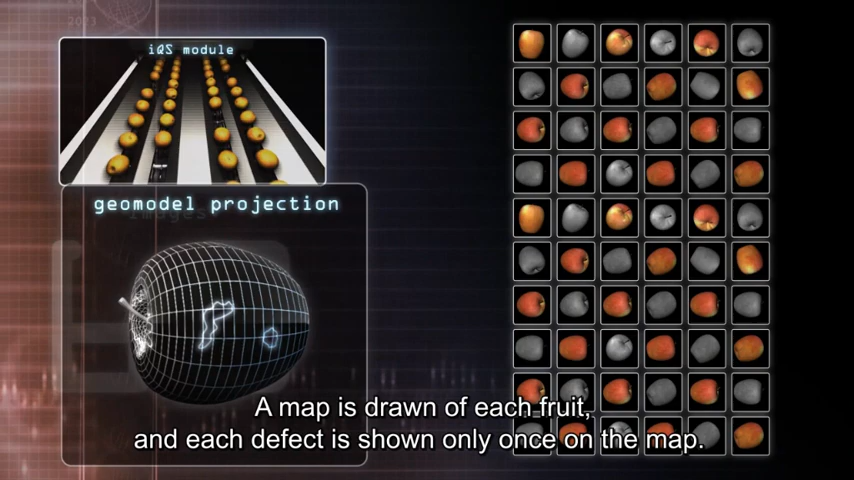 iQS module
geomodel projection
images
A map is drawn of each fruit,
and each defect is shown only once on the map.